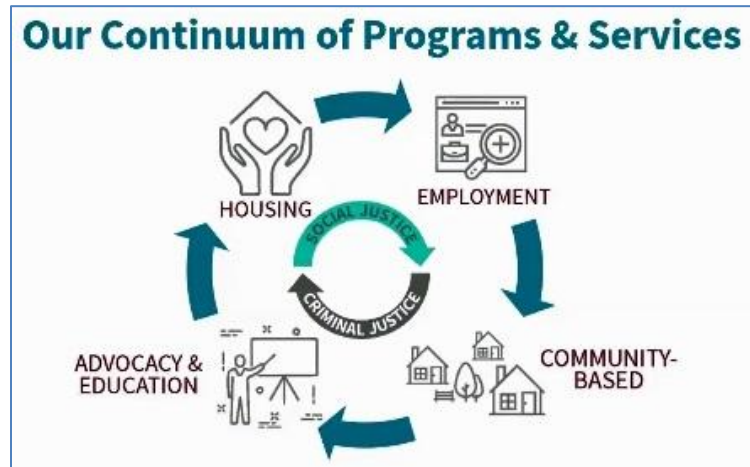 Our Continuum of Programs & Services
HOUSING
EMPLOYMENT
SOCIAL JUSTICE
CRIMINAL JUSTICE
ADVOCACY &
EDUCATION
COMMUNITY-
BASED